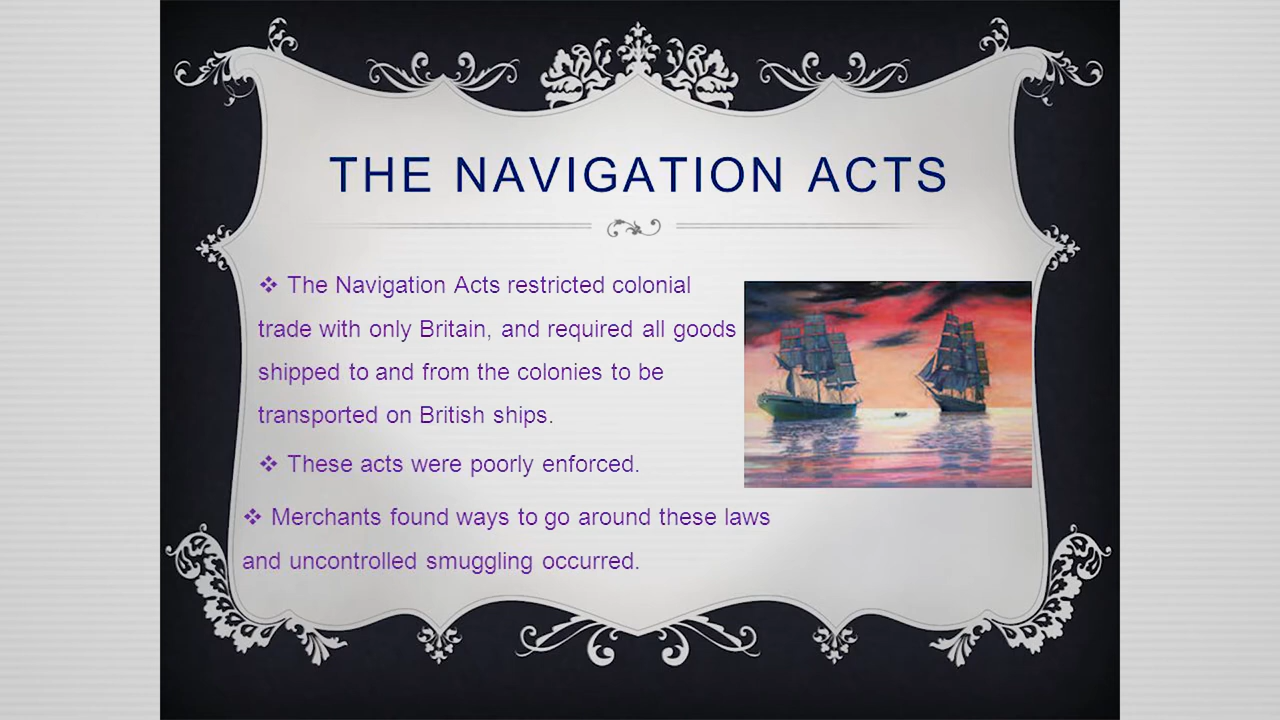 THE NAVIGATION ACTS
❖ The Navigation Acts restricted colonial
trade with only Britain, and required all goods
shipped to and from the colonies to be
transported on British ships.
❖ These acts were poorly enforced.
❖ Merchants found ways to go around these laws
and uncontrolled smuggling occurred.